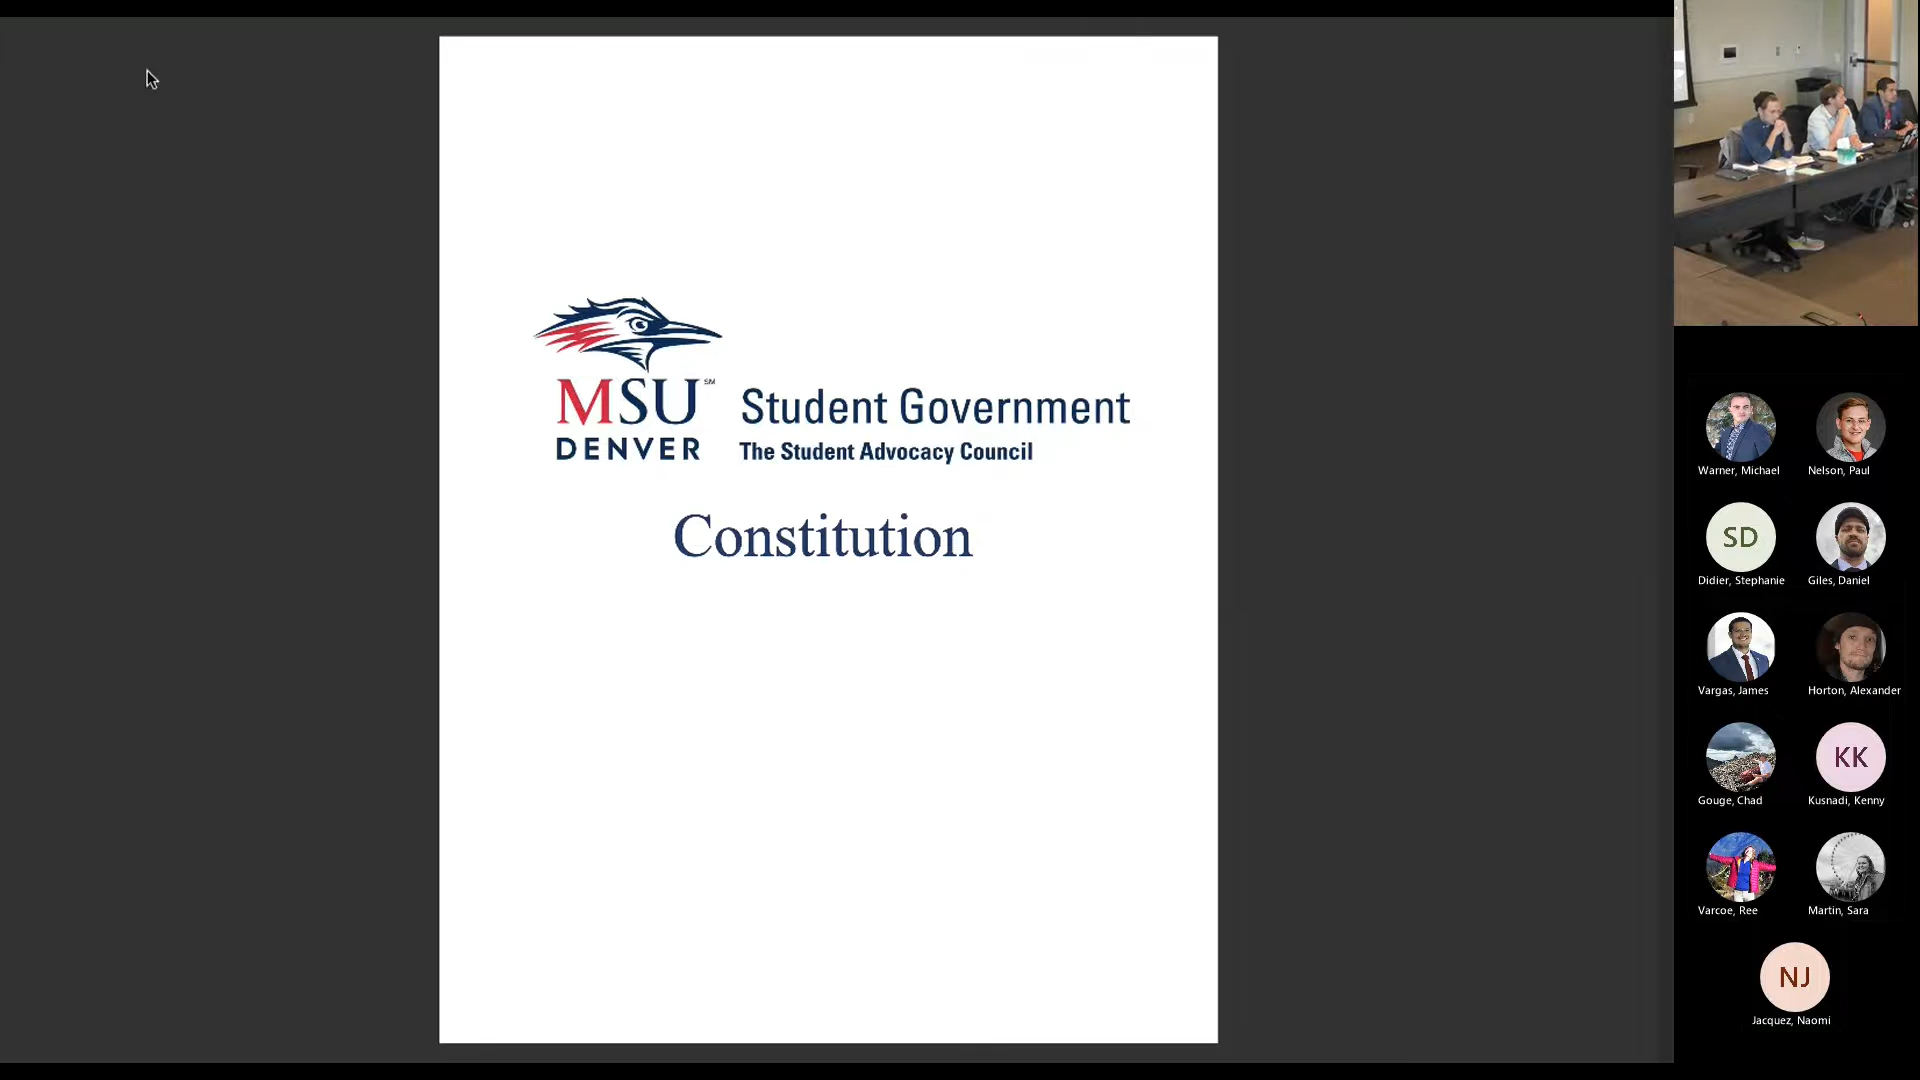 MSU℠
DENVER
Student Government
The Student Advocacy Council
Constitution
Warner, Michael
Nelson, Paul
SD
Didier, Stephanie
Giles, Daniel
Vargas, James
Horton, Alexander
Gouge, Chad
KK
Kusnadi, Kenny
Varcoe, Ree
Martin, Sara
NJ
Jacquez, Naomi